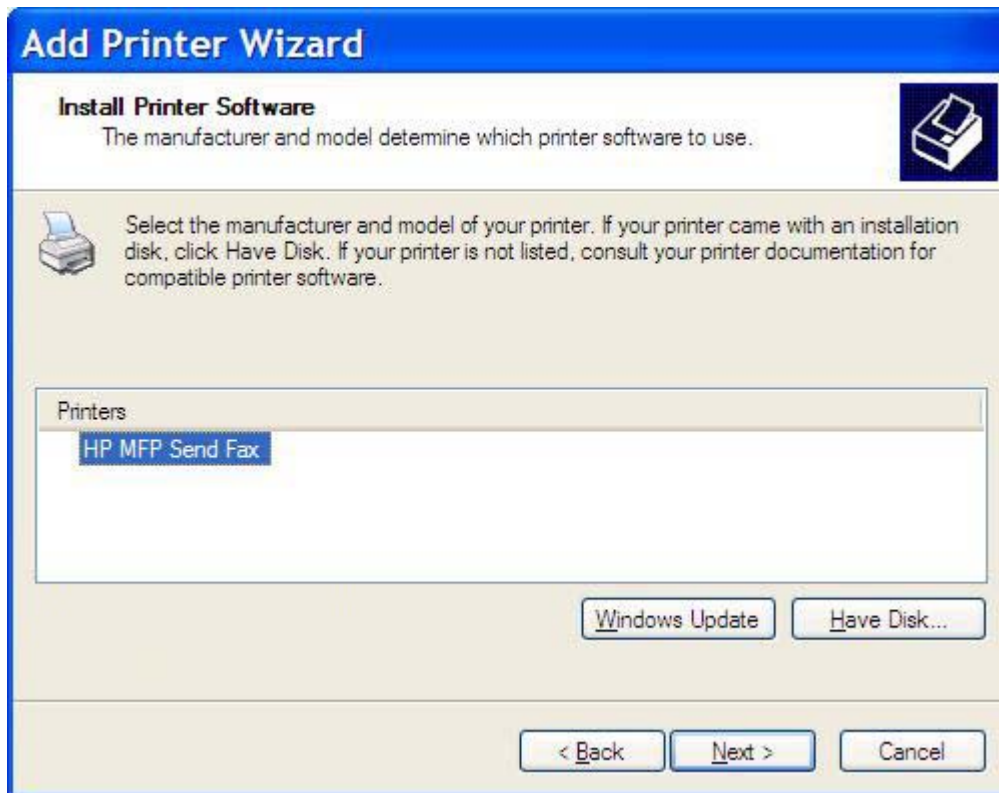 Add Printer Wizard
Install Printer Software
The manufacturer and model determine which printer software to use.
Select the manufacturer and model of your printer. If your printer came with an installation
disk, click Have Disk. If your printer is not listed, consult your printer documentation for
compatible printer software.
Printers
HP MFP Send Fax
Windows Update
Have Disk...
< Back
Next >
Cancel